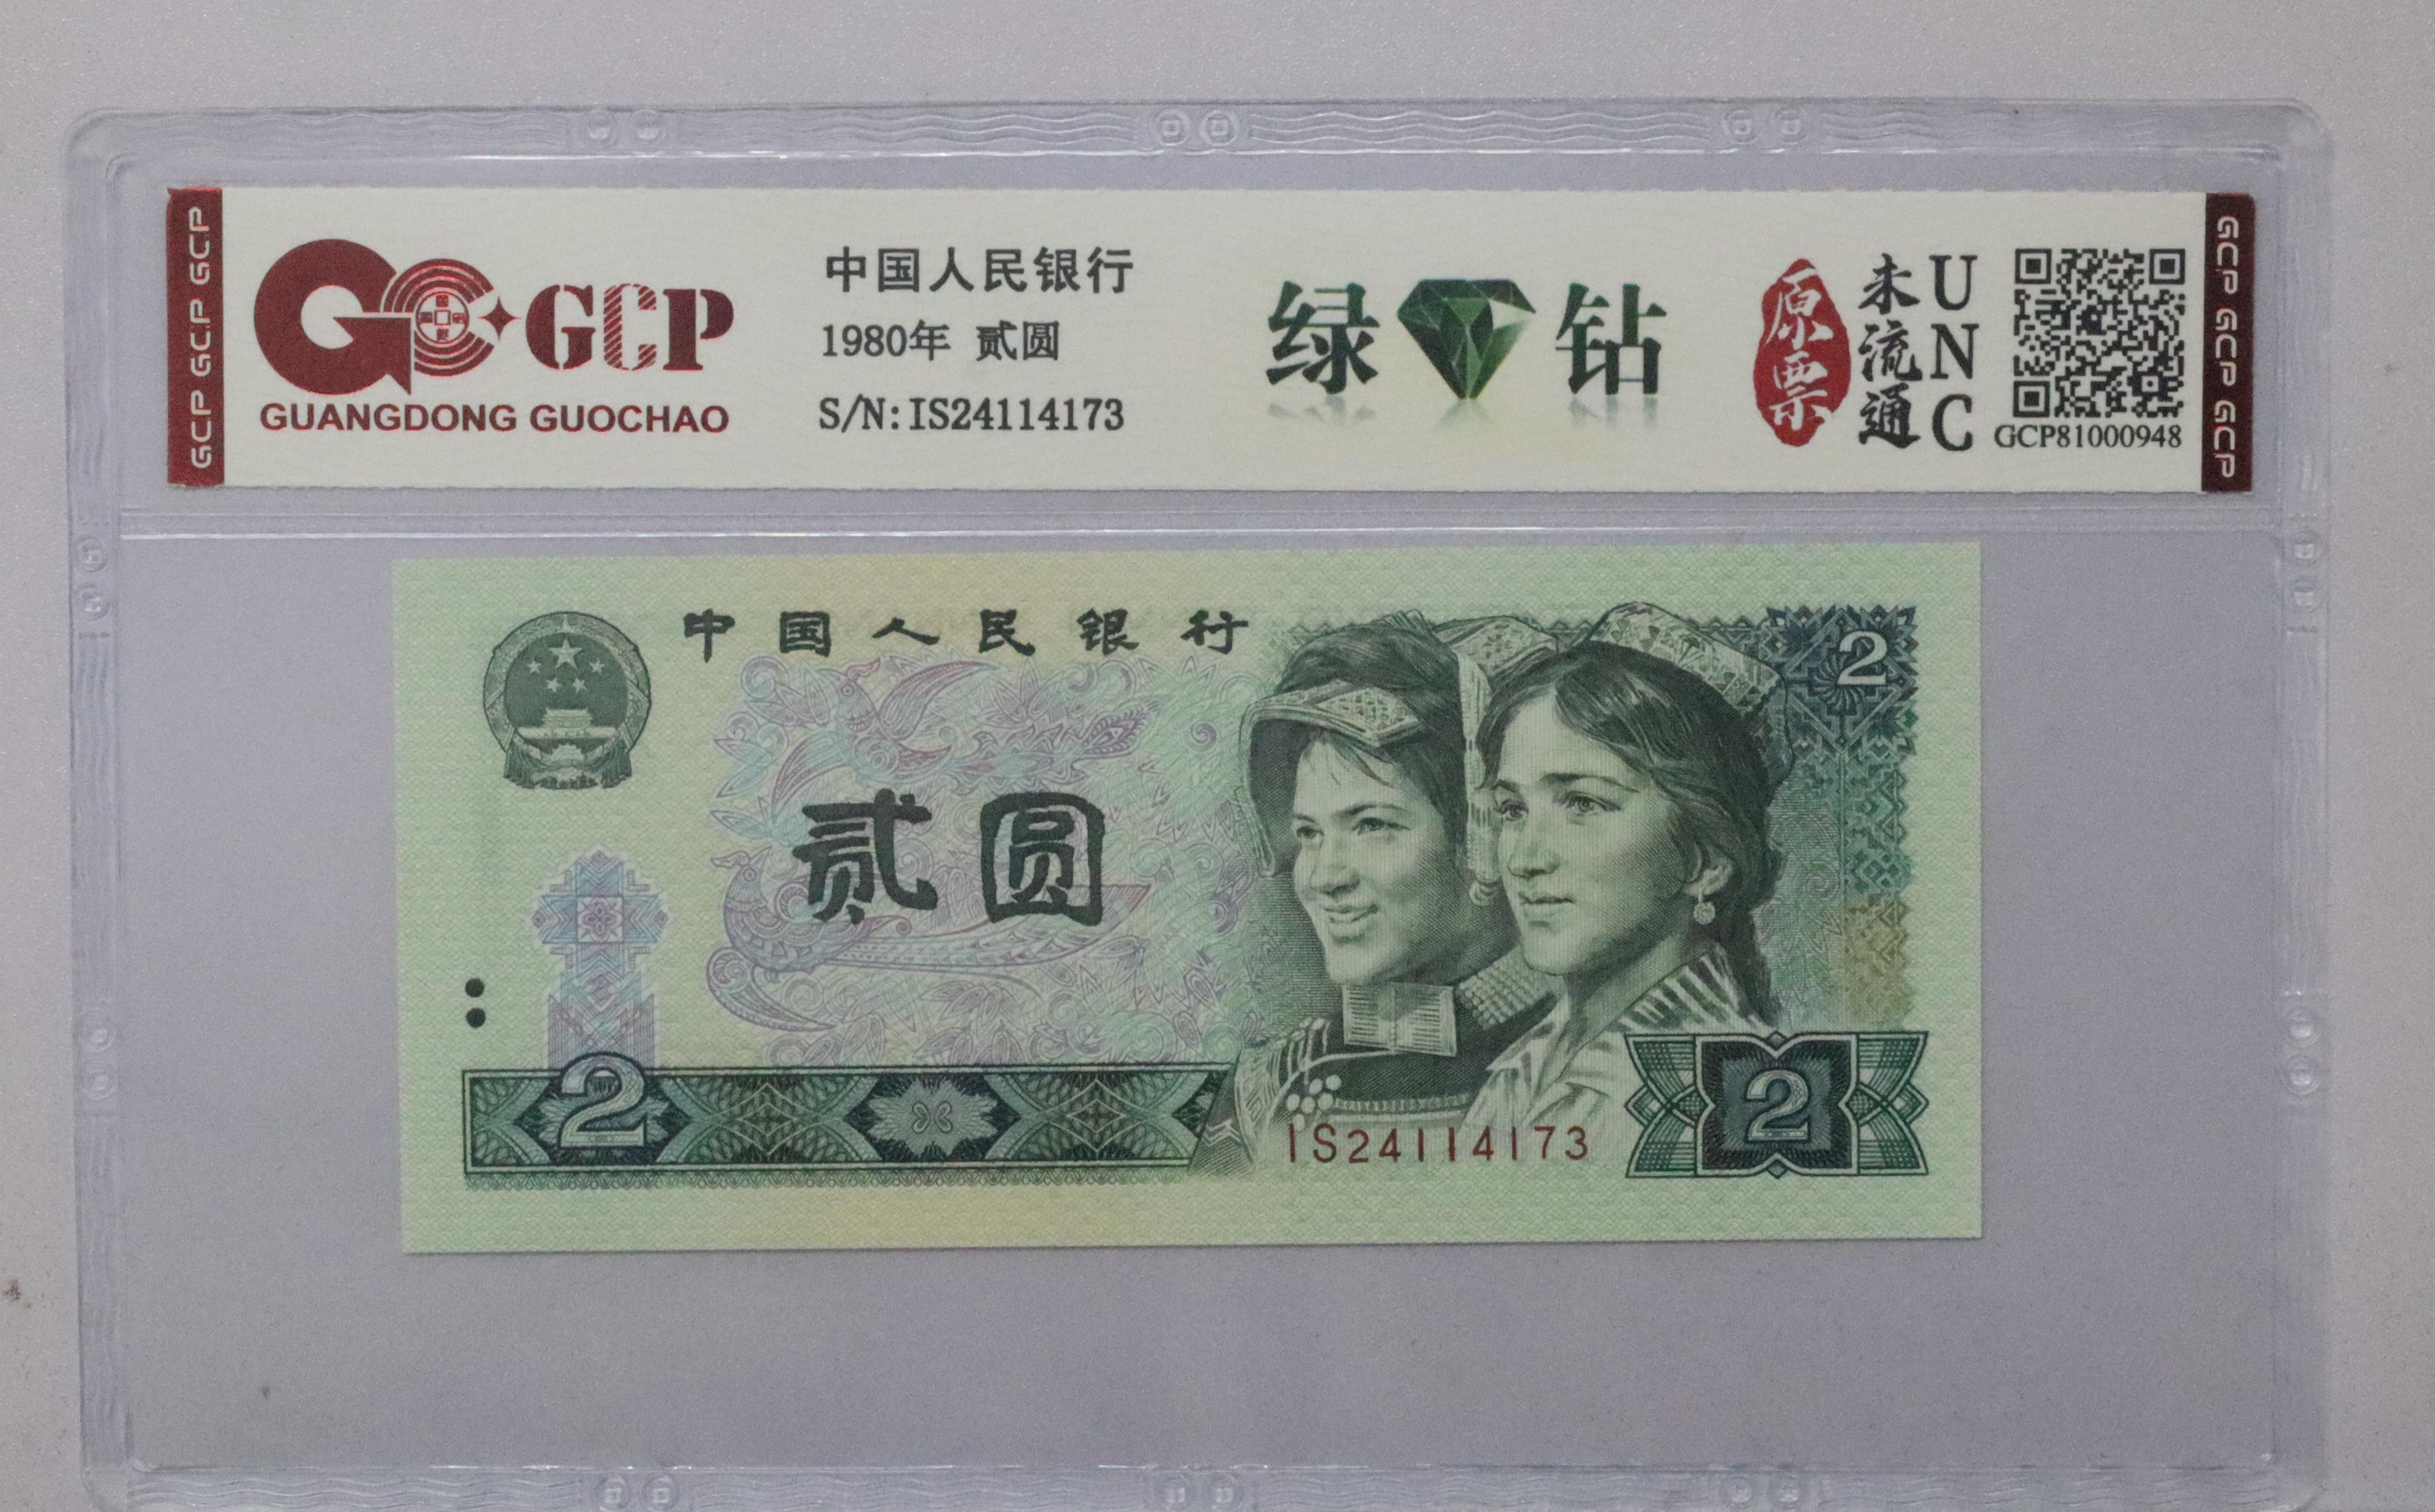 GCP GCP GCP
GCP
GUANGDONG GUOCHAO
中国人民银行
1980年 贰圆
S/N:IS24114173
绿钻
原票
未流通
UNC
GCP81000948
GCP GCP GCP
中国人民银行
2
贰圆
2
IS24114173
2